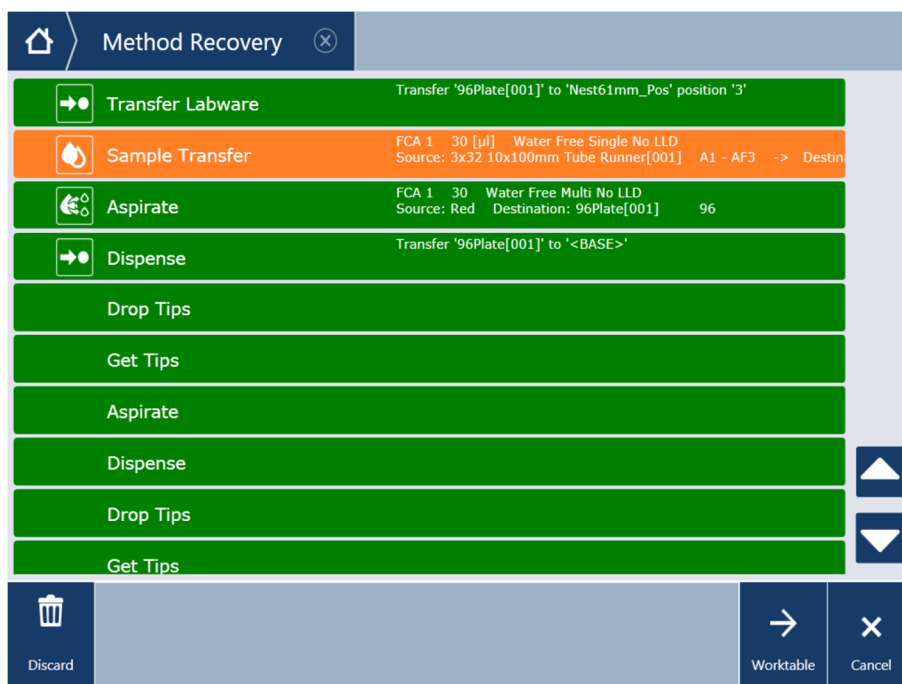 Method Recovery
Transfer Labware
Transfer '96Plate[001]' to 'Nest61mm_Pos' position '3'
Sample Transfer
FCA 1 30 [µl] Water Free Single No LLD
Source: 3x32 10x100mm Tube Runner[001] A1 - AF3 -> Destin
Aspirate
FCA 1 30 Water Free Multi No LLD
Source: Red Destination: 96Plate[001] 96
Dispense
Transfer '96Plate[001]' to '<BASE>'
Drop Tips
Get Tips
Aspirate
Dispense
Drop Tips
Get Tips
Discard
Worktable
Cancel